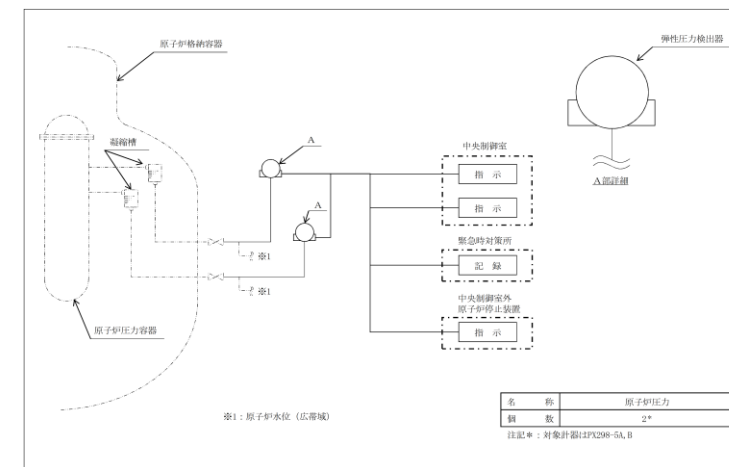 原子炉格納容器
弾性圧力検出器
A
中央制御室
凝縮槽
指 示
A部詳細
A
指 示
緊急時対策所
※1
記 録
※1
中央制御室外
原子炉停止装置
指 示
原子炉圧力容器
※1：原子炉水位（広帯域）
名 称 原子炉圧力
個 数 2*
注記＊：対象計器はPX298-5A,B